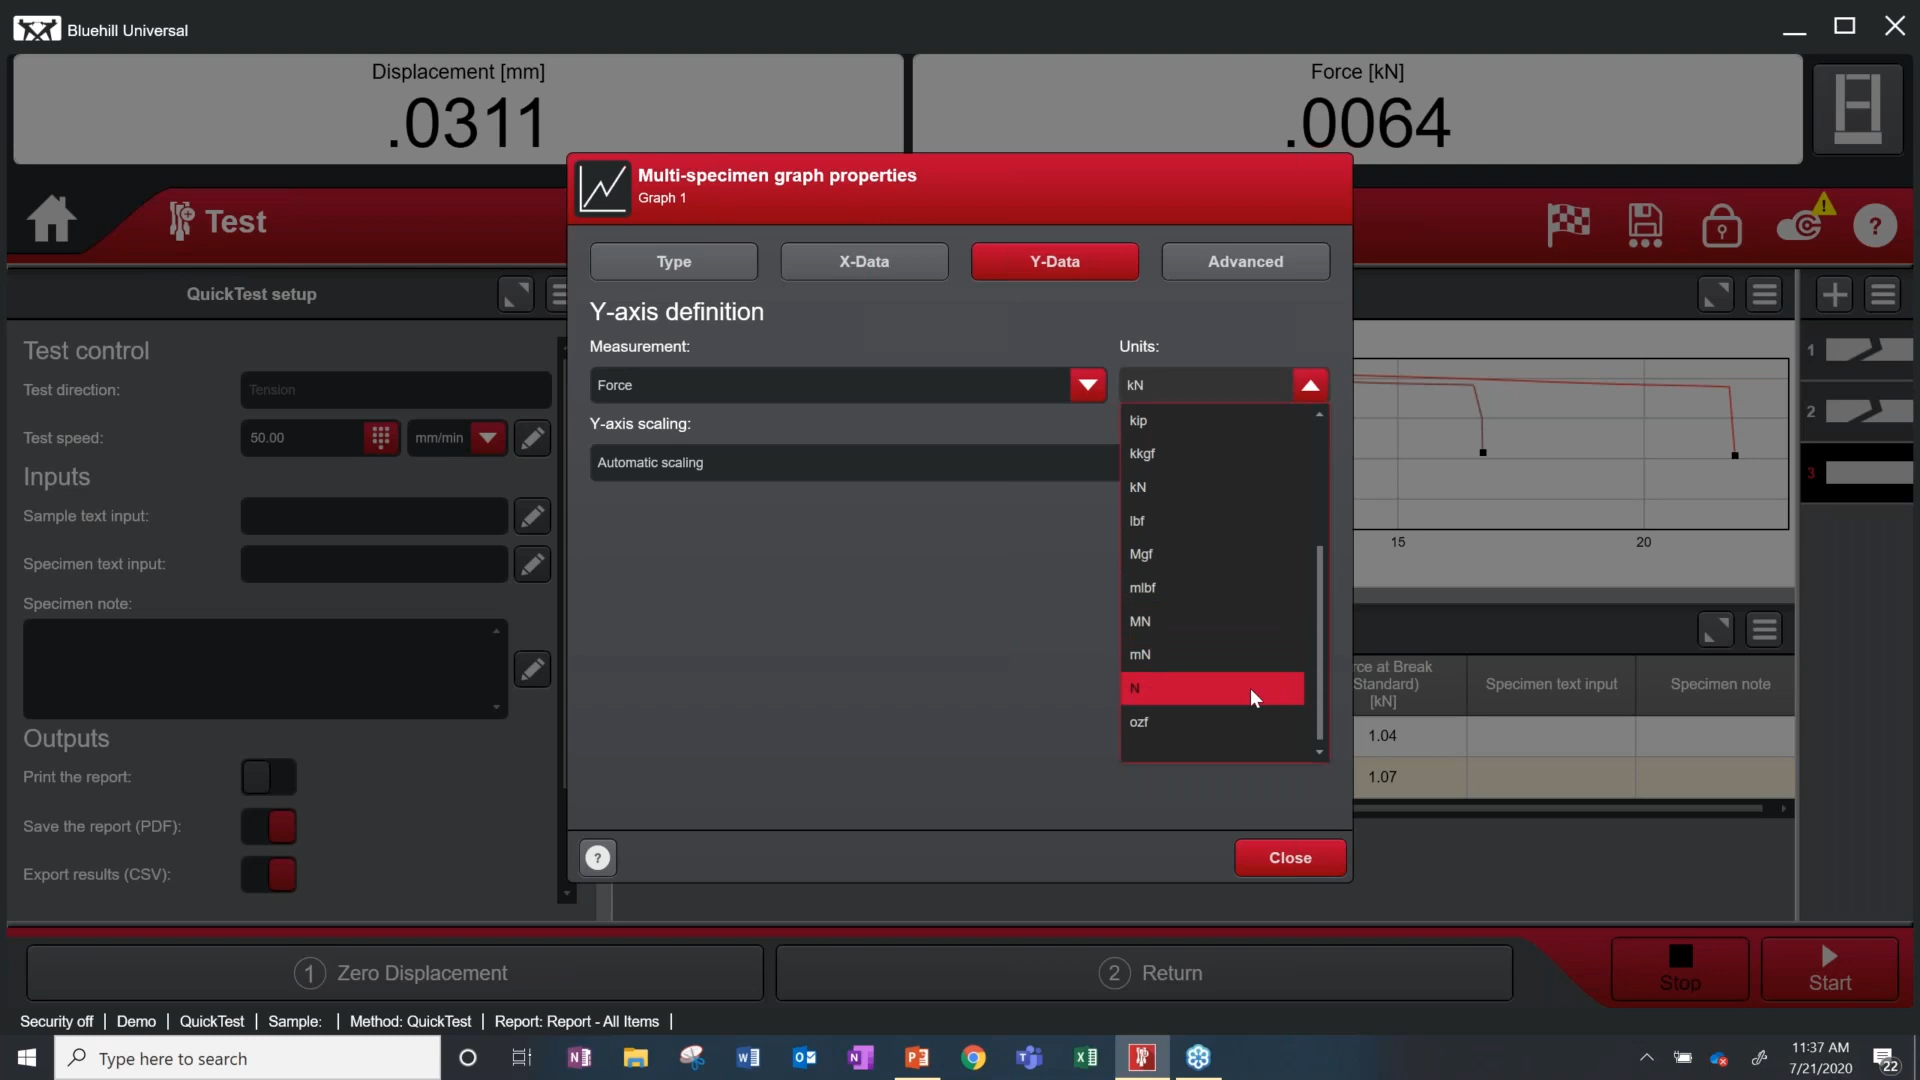 Bluehill Universal
Displacement [mm]
.0311
Force [kN]
.0064
Multi-specimen graph properties
Graph 1
Test
!
?
Type
X-Data
Y-Data
Advanced
QuickTest setup
Y-axis definition
Measurement:
Units:
Force
kN
Y-axis scaling:
Automatic scaling
kip
kkgf
kN
lbf
Mgf
mlbf
MN
mN
N
ozf
Test control
Test direction:
Tension
Test speed:
50.00
mm/min
Inputs
Sample text input:
Specimen text input:
Specimen note:
Outputs
Print the report:
Save the report (PDF):
Export results (CSV):
15
20
1
2
3
rce at Break
Standard)
[kN]
Specimen text input
Specimen note
1.04
1.07
?
Close
1 Zero Displacement
2 Return
Stop
Start
Security off | Demo | QuickTest | Sample: | Method: QuickTest | Report: Report - All Items |
Type here to search
11:37 AM
7/21/2020
22